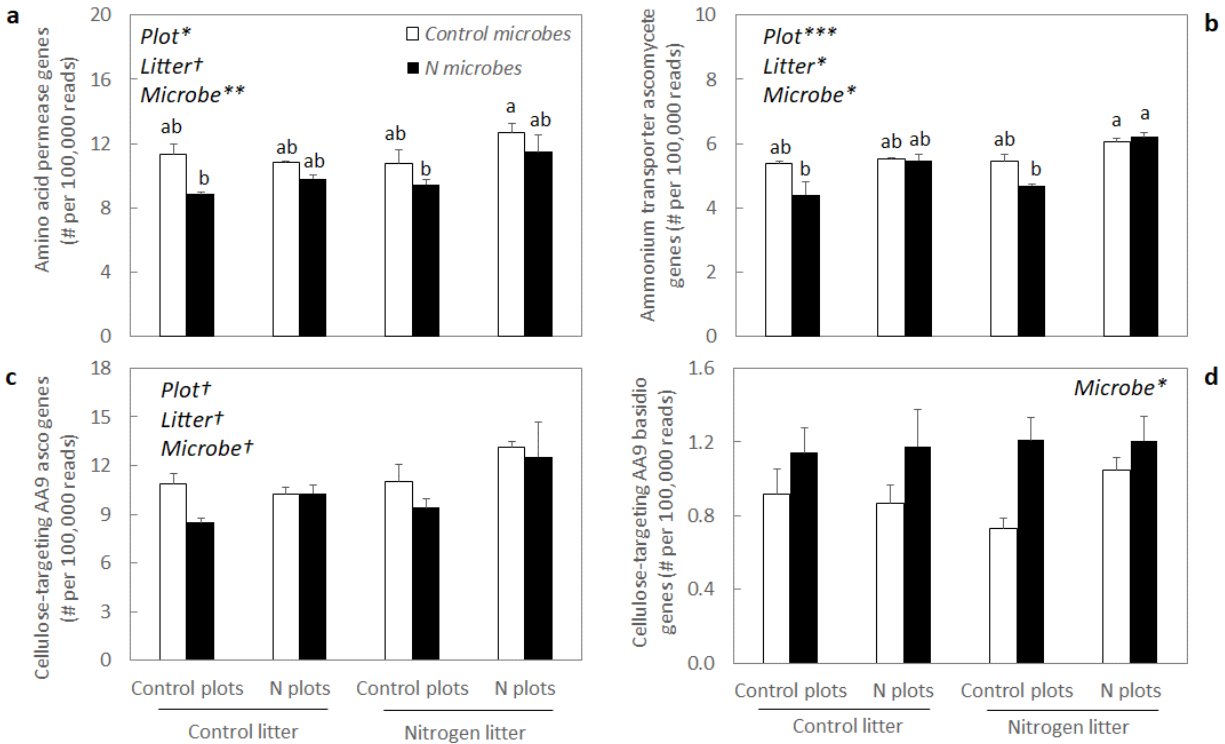 a
Amino acid permease genes
(# per 100,000 reads)
20
16
12
8
4
0
Plot*
Litter†
Microbe**
Control microbes
N microbes
ab
b
ab
ab
ab
b
a
ab
b
Ammonium transporter ascomycete
genes (# per 100,000 reads)
10
8
6
4
2
0
Plot***
Litter*
Microbe*
ab
b
ab
ab
ab
b
a
a
c
Cellulose-targeting AA9 asco genes
(# per 100,000 reads)
18
15
12
9
6
3
0
Plot†
Litter†
Microbe†
Control plots
N plots
Control plots
N plots
Control litter
Nitrogen litter
d
Cellulose-targeting AA9 basidio
genes (# per 100,000 reads)
1.6
1.2
0.8
0.4
0.0
Microbe*
Control plots
N plots
Control plots
N plots
Control litter
Nitrogen litter